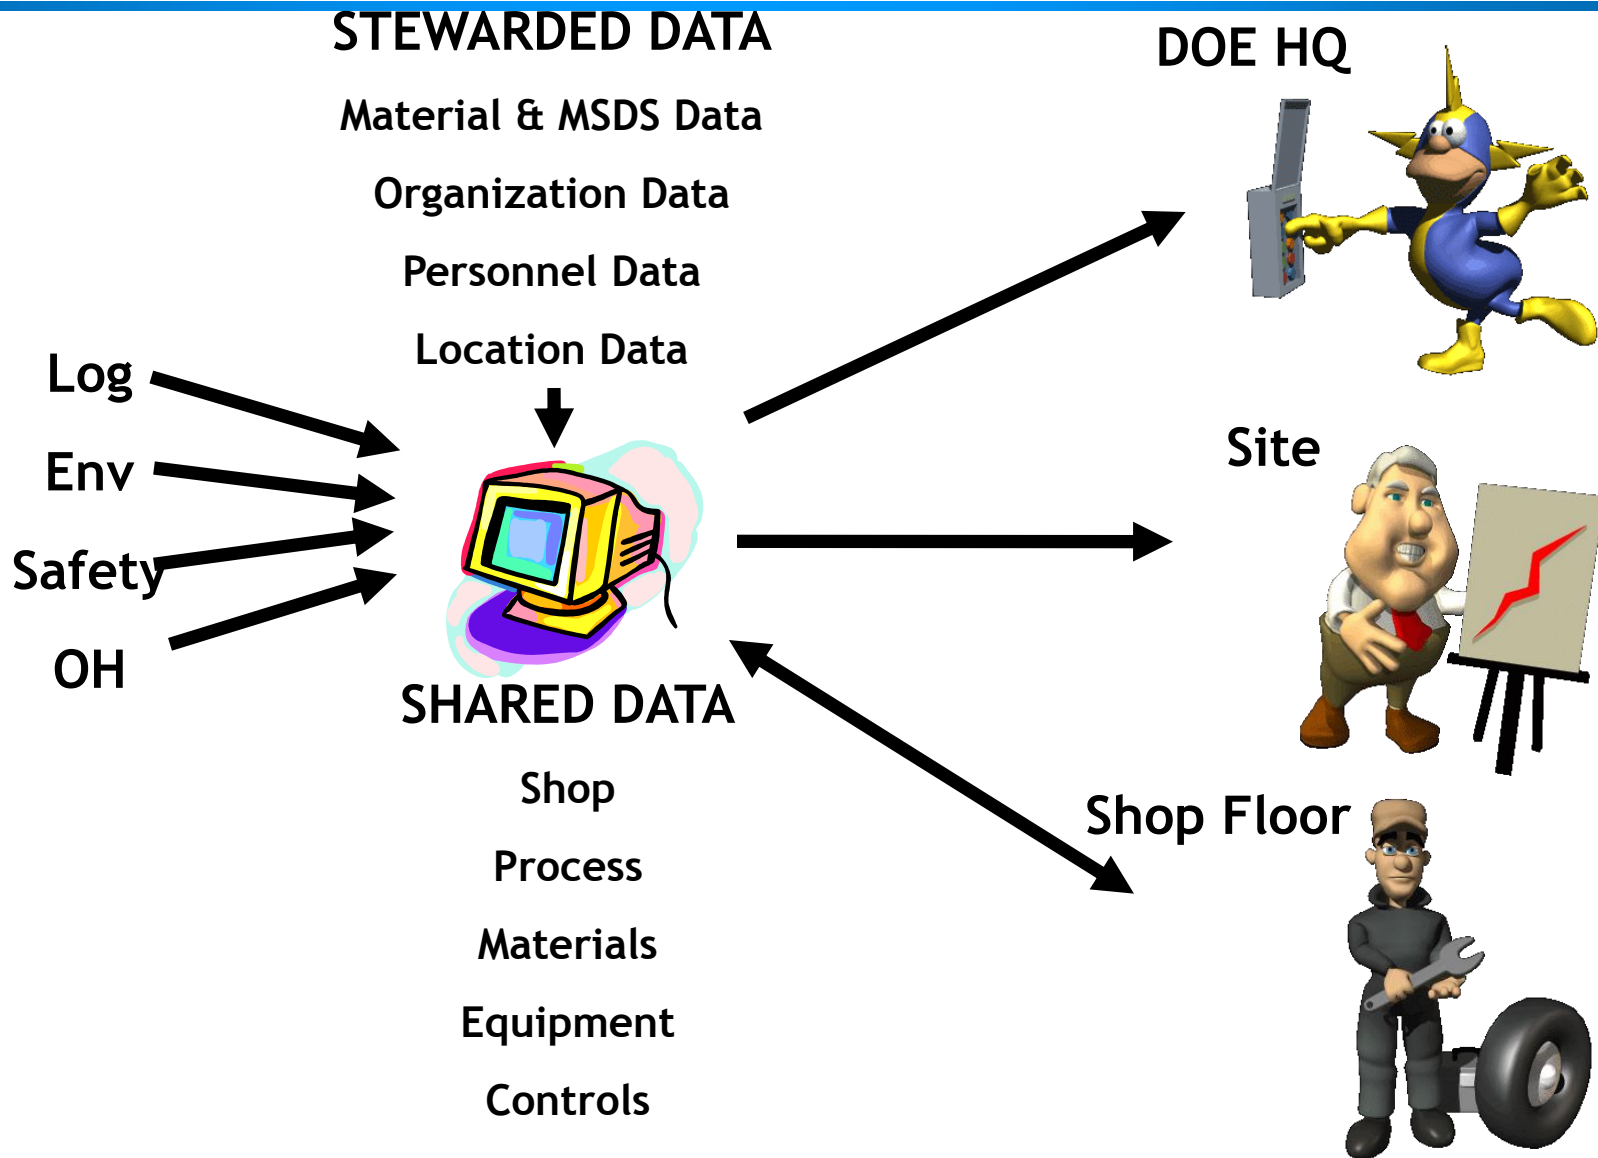 STEWARDED DATA
Material & MSDS Data
Organization Data
Personnel Data
Location Data
Log
Env
Safety
OH
SHARED DATA
Shop
Process
Materials
Equipment
Controls
DOE HQ
Site
Shop Floor